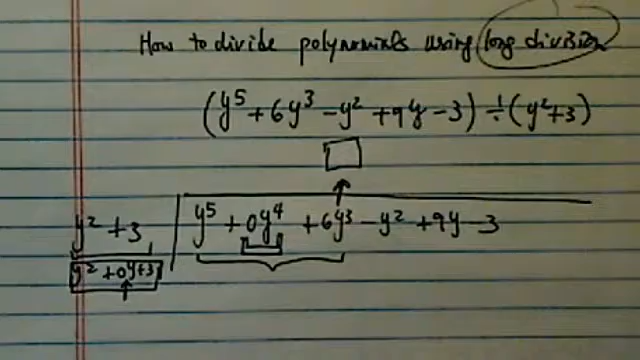 How to divide polynomials using long division
(y⁵ + 6y³ - y² + 9y - 3) ÷ (y² + 3)
y² + 3 y⁵ + 0y⁴ + 6y³ - y² + 9y - 3
y² + 0y + 3